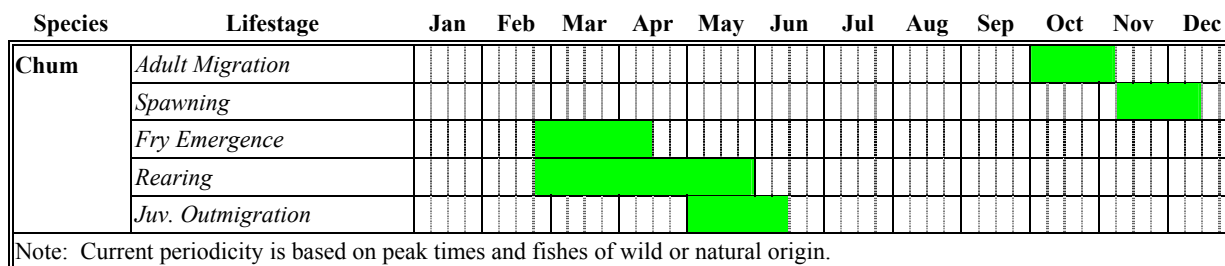 Species Lifestage Jan Feb Mar Apr May Jun Jul Aug Sep Oct Nov Dec
Chum Adult Migration
Spawning
Fry Emergence
Rearing
Juv. Outmigration
Note: Current periodicity is based on peak times and fishes of wild or natural origin.